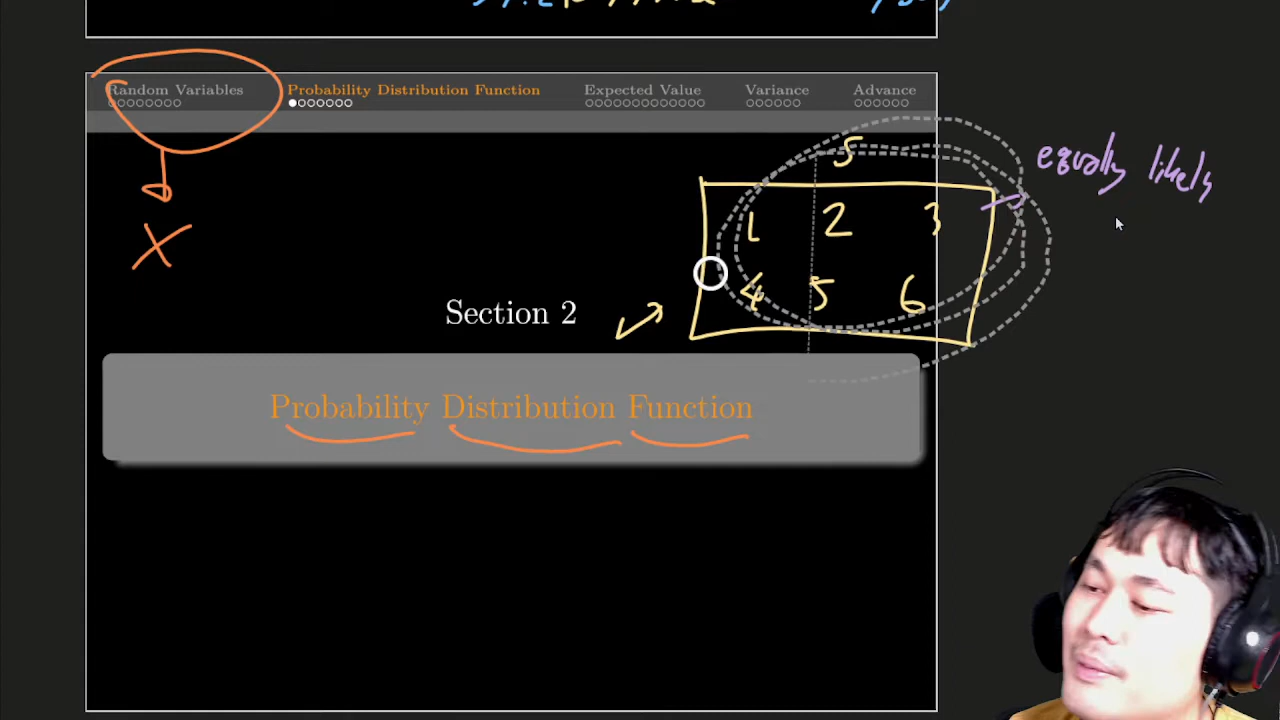 Random Variables Probability Distribution Function Expected Value Variance Advance
S
equally likely
1 2 3
4 5 6
X
Section 2
Probability Distribution Function